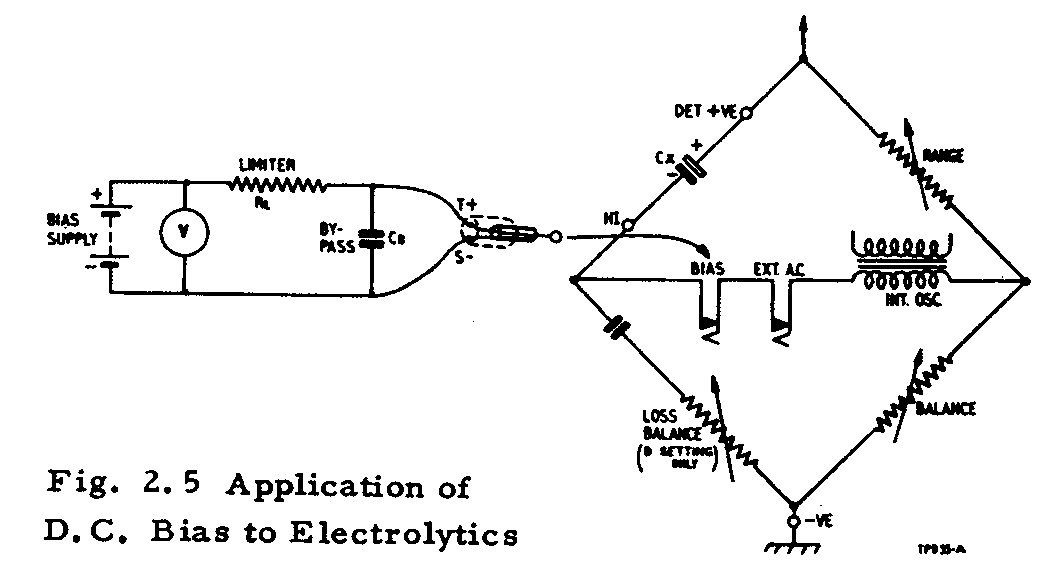 DET +VE
Cx
+
-
RANGE
LIMITER
RL
+
BIAS
SUPPLY
-
V
BY-
PASS
CB
T+
S-
HI
BIAS
EXT. A.C.
INT. OSC.
LOSS
BALANCE
(D SETTING
ONLY)
BALANCE
-VE
Fig. 2.5 Application of
D.C. Bias to Electrolytics